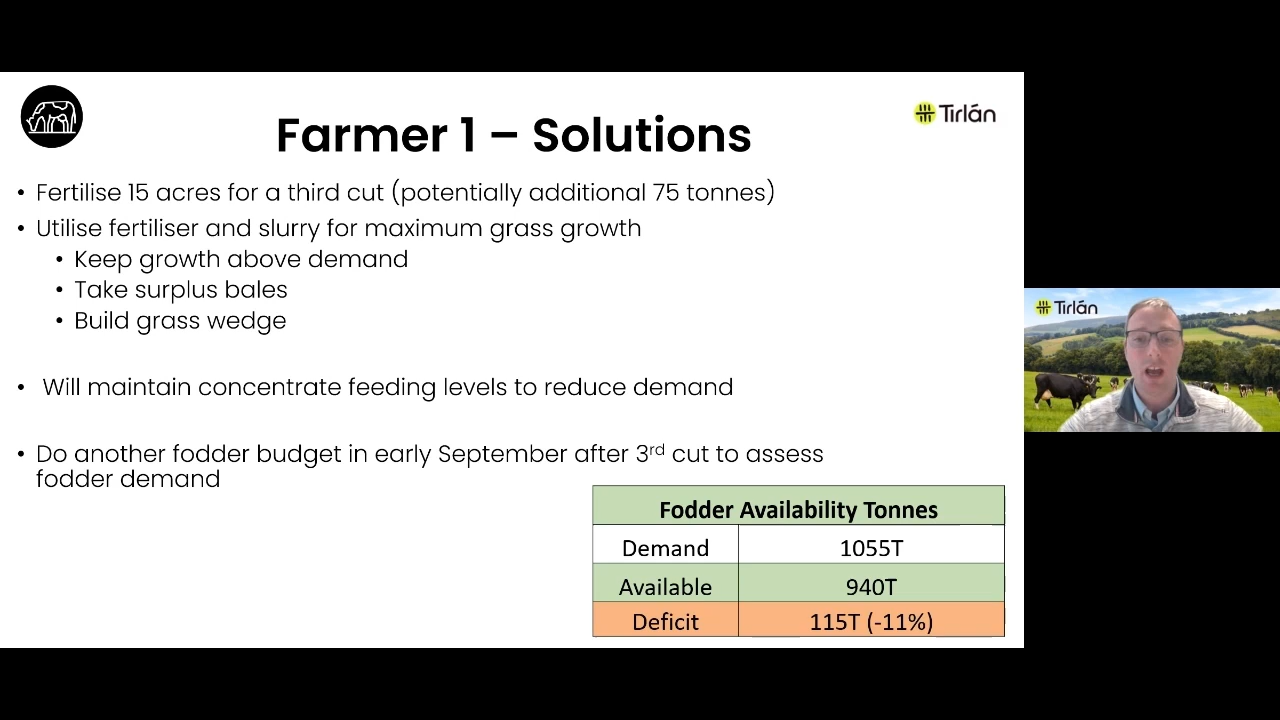 Tirlán
Farmer 1 – Solutions
• Fertilise 15 acres for a third cut (potentially additional 75 tonnes)
• Utilise fertiliser and slurry for maximum grass growth
• Keep growth above demand
• Take surplus bales
• Build grass wedge
• Will maintain concentrate feeding levels to reduce demand
• Do another fodder budget in early September after 3rd cut to assess
fodder demand
Fodder Availability Tonnes
Demand 1055T
Available 940T
Deficit 115T (-11%)
Tirlán